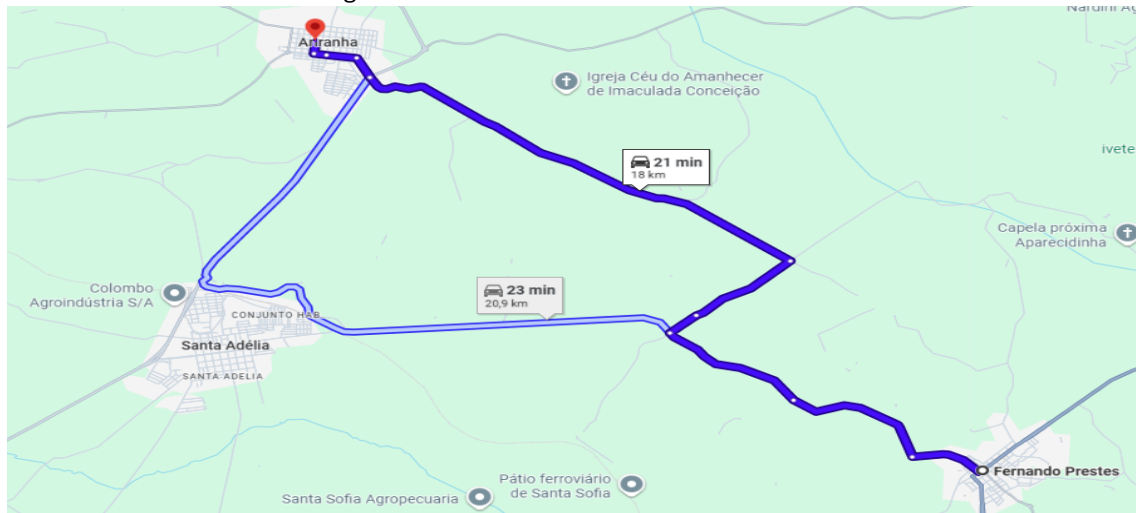 Nardini Ag
Ariranha
Igreja Céu do Amanhecer
de Imaculada Conceição
ivete
21 min
18 km
Capela próxima
Aparecidinha
Colombo
Agroindústria S/A
23 min
20,9 km
CONJUNTO HAB.
Santa Adélia
SANTA ADELIA
Fernando Prestes
Pátio ferroviário
de Santa Sofia
Santa Sofia Agropecuaria